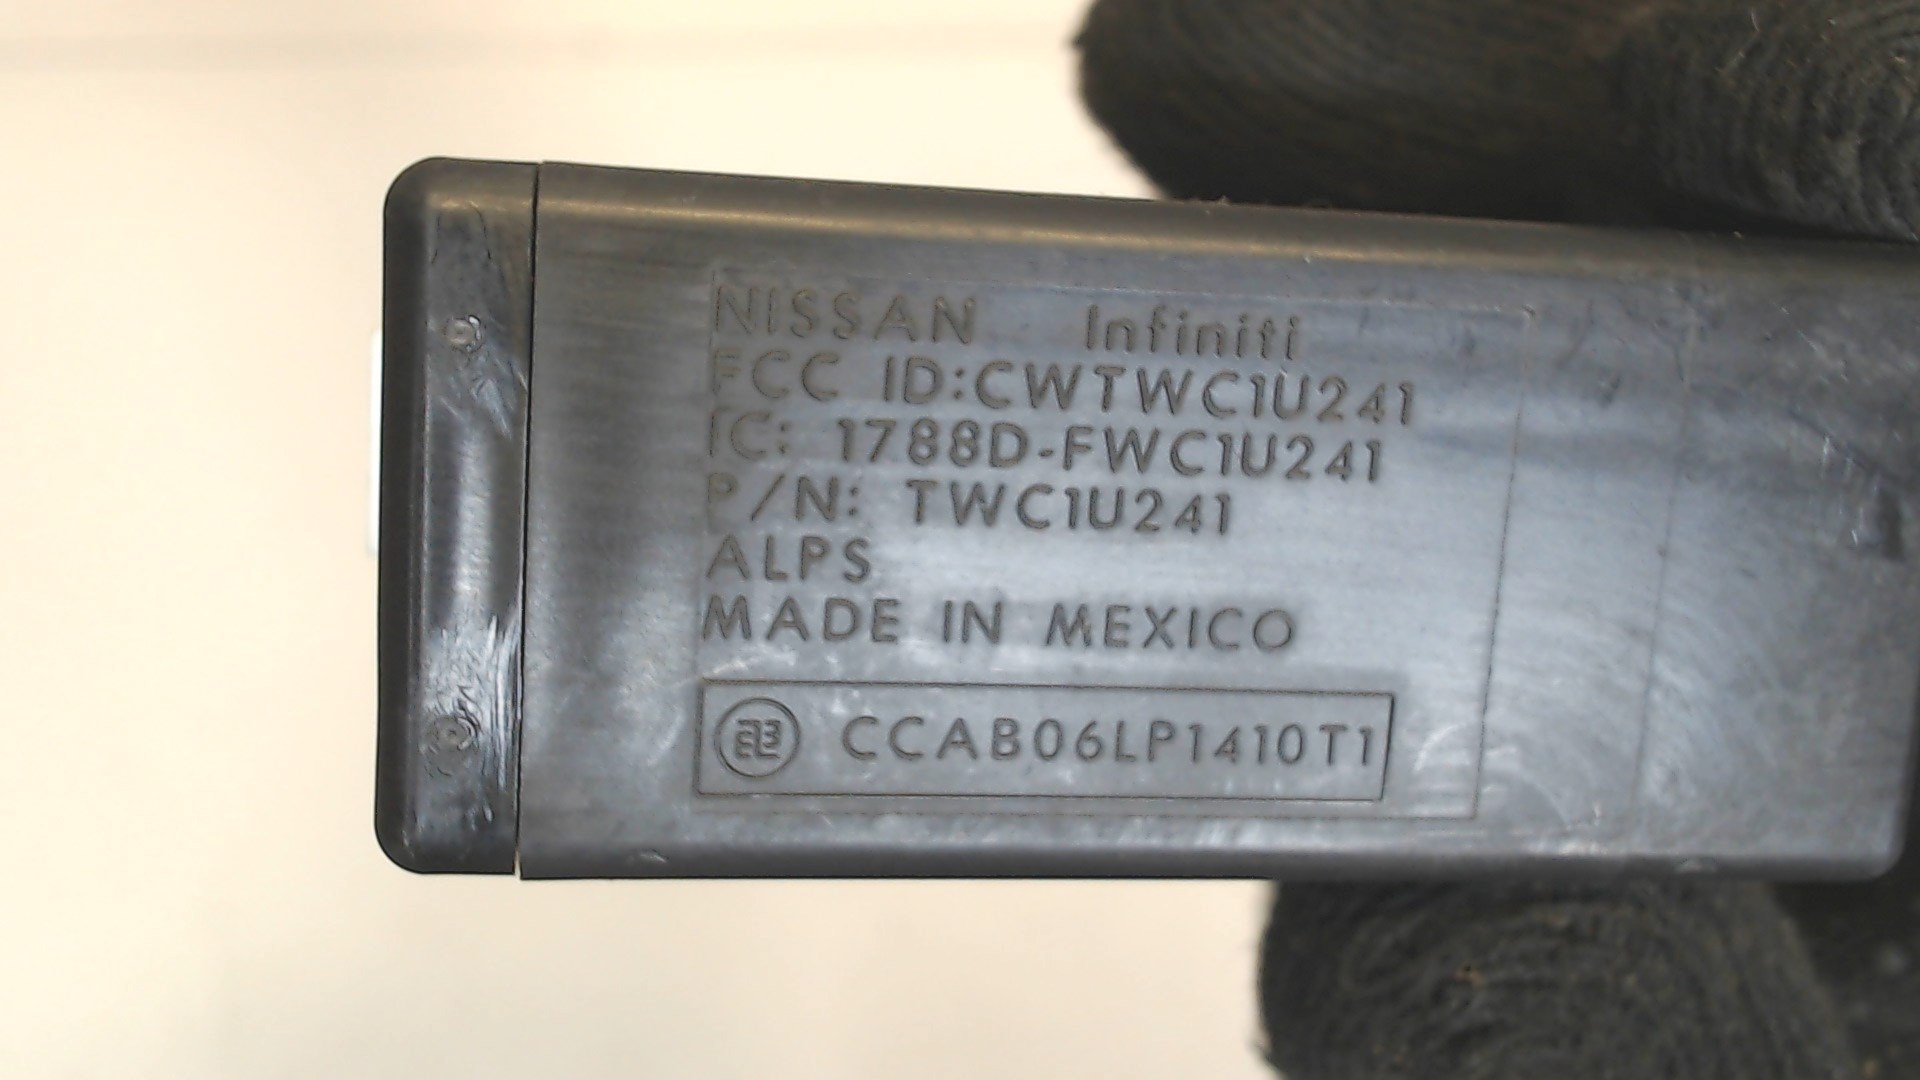 NISSAN Infiniti
FCC ID:CWTWC1U241
IC: 1788D-FWC1U241
P/N: TWC1U241
ALPS
MADE IN MEXICO
CCAB06LP1410T1